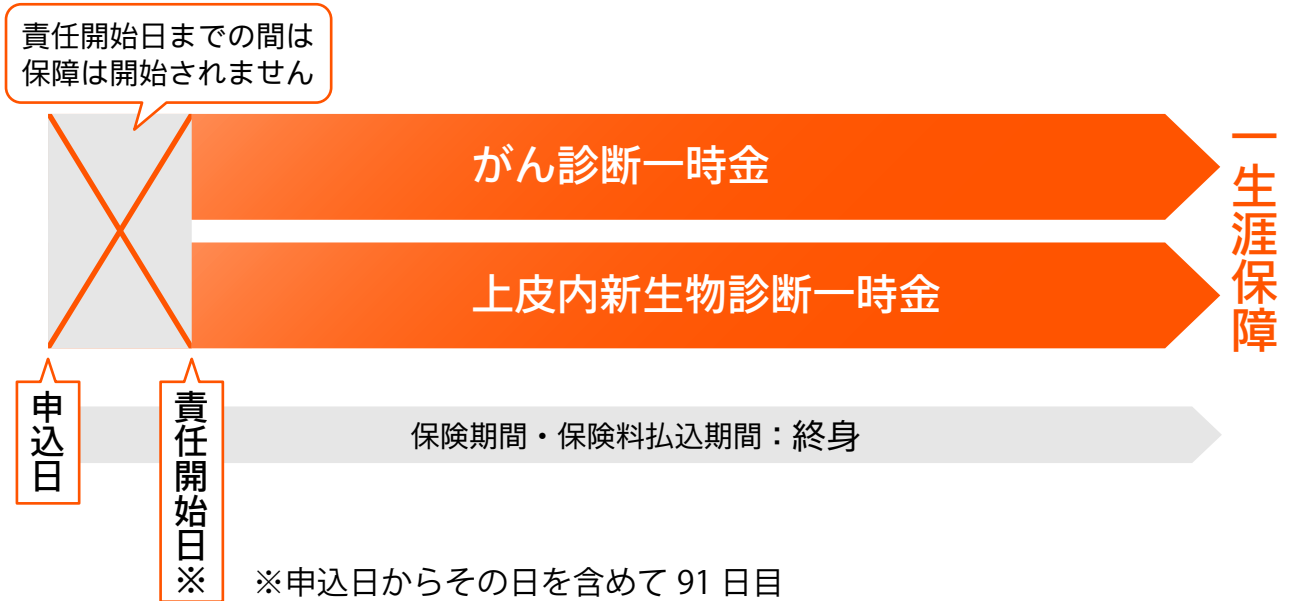 責任開始日までの間は
保障は開始されません
がん診断一時金
上皮内新生物診断一時金
一生涯保障
申込日
責任開始日※
保険期間・保険料払込期間：終身
※申込日からその日を含めて 91 日目